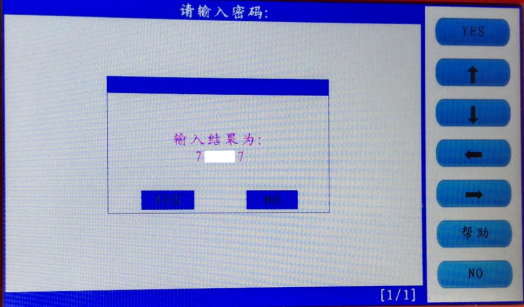 请输入密码:
YES
输入结果为:
7 7
YES NO
帮助
NO
[1/1]